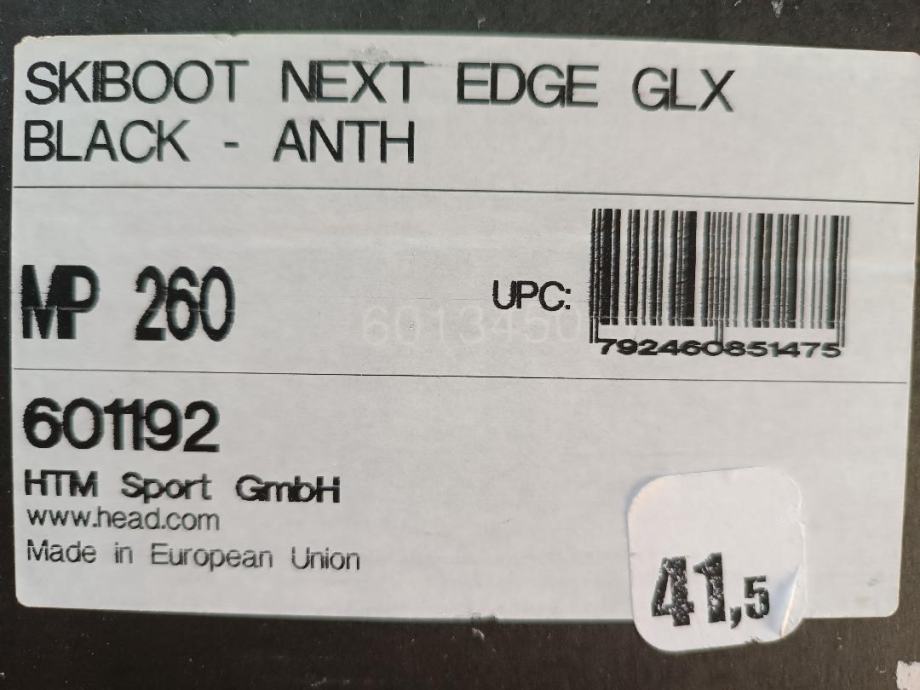 SKIBOOT NEXT EDGE GLX
BLACK - ANTH
MP 260
UPC:
792460851475
601192
HTM Sport GmbH
www.head.com
Made in European Union
41,5